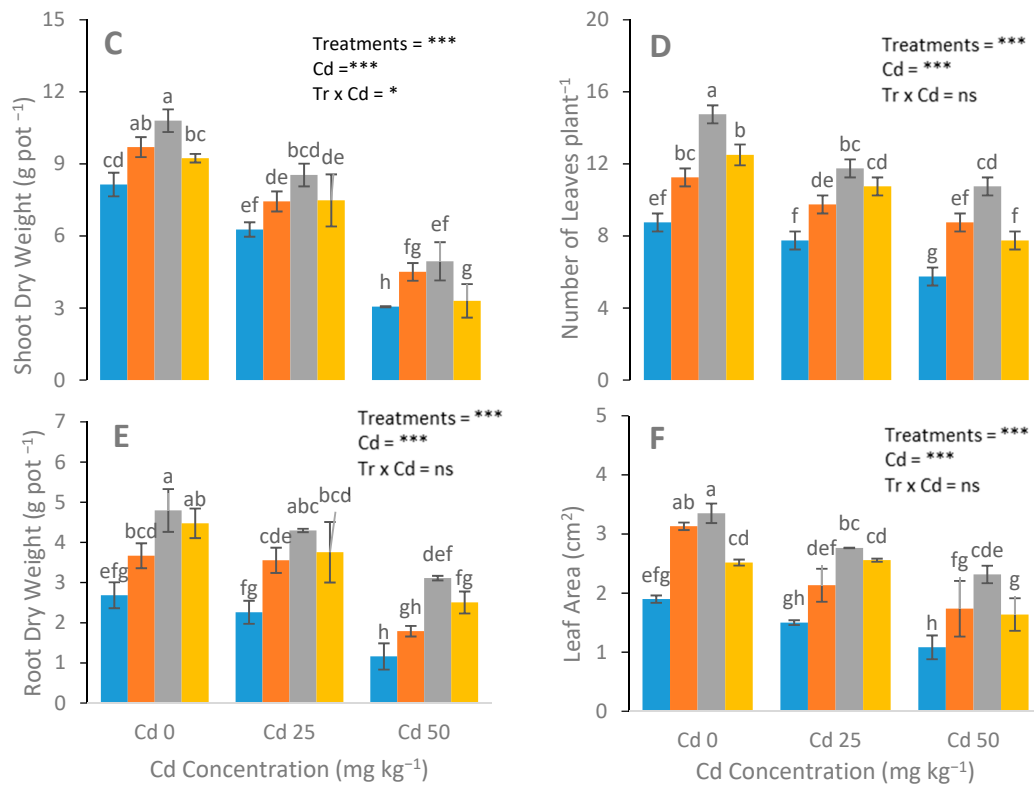 C
Treatments = ***
Cd =***
Tr x Cd = *
Shoot Dry Weight (g pot ⁻¹)
15
12
9
6
3
0
cd ab a bc
ef de bcd de
h fg ef g
D
Treatments = ***
Cd = ***
Tr x Cd = ns
Number of Leaves plant⁻¹
20
16
12
8
4
0
ef bc a b
f de bc cd
g ef cd f
E
Treatments = ***
Cd = ***
Tr x Cd = ns
Root Dry Weight (g pot ⁻¹)
7
6
5
4
3
2
1
0
efg bcd a ab
fg cde abc bcd
h gh def fg
Cd 0 Cd 25 Cd 50
Cd Concentration (mg kg⁻¹)
F
Treatments = ***
Cd = ***
Tr x Cd = ns
Leaf Area (cm²)
5
4
3
2
1
0
efg ab a cd
gh def bc cd
h fg cde g
Cd 0 Cd 25 Cd 50
Cd Concentration (mg kg⁻¹)